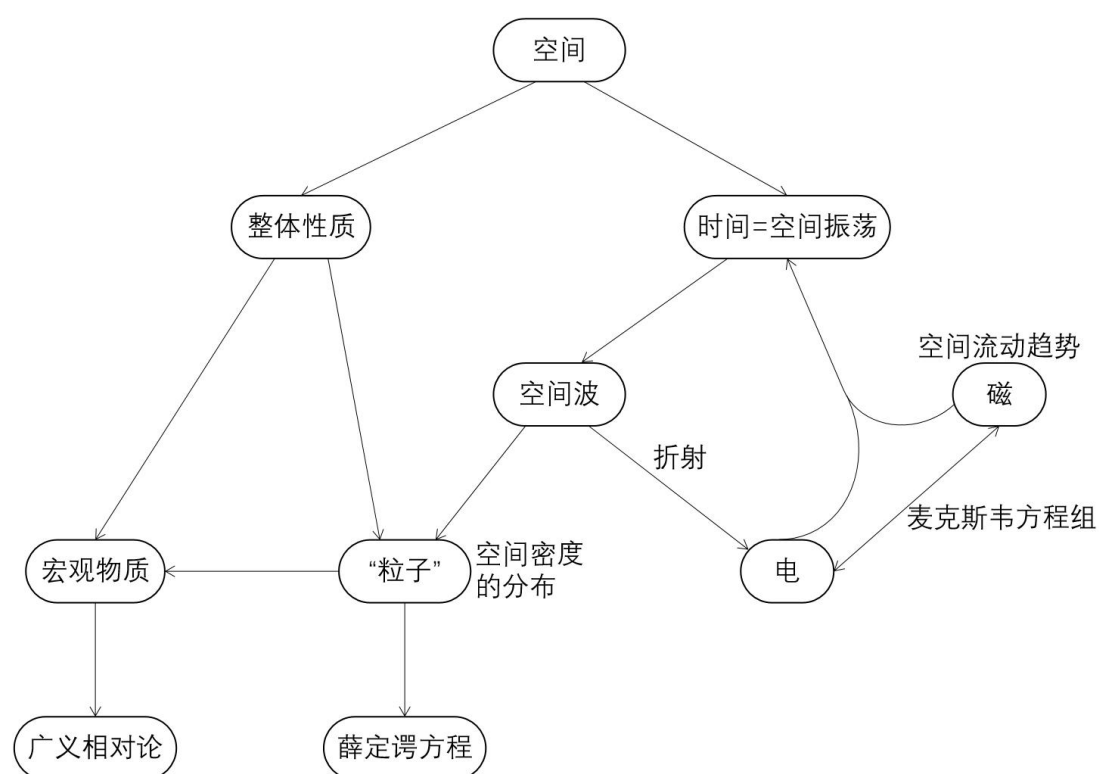 空间
整体性质
时间=空间振荡
空间流动趋势
空间波
磁
折射
麦克斯韦方程组
宏观物质
“粒子”
空间密度
的分布
电
广义相对论
薛定谔方程